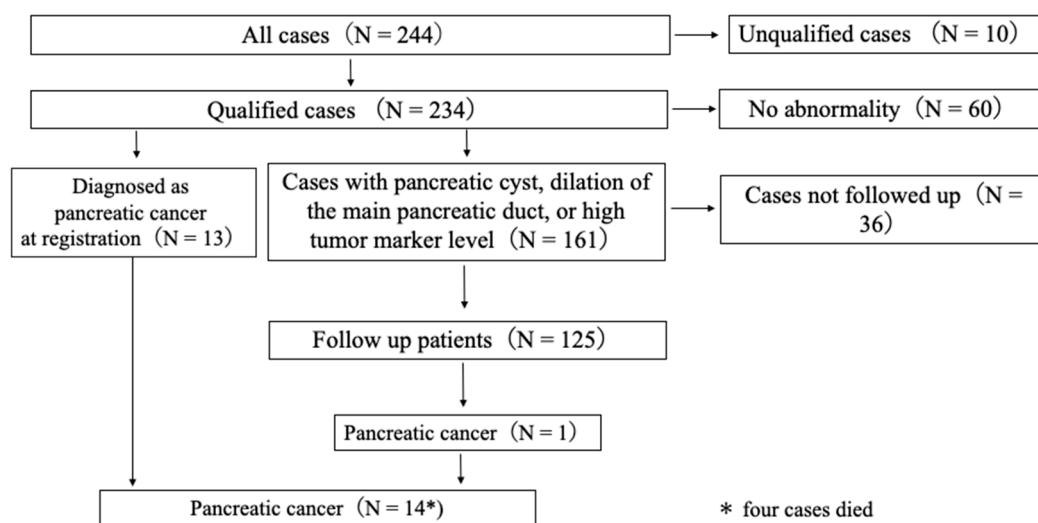 All cases（N = 244）
Unqualified cases （N = 10）
Qualified cases （N = 234）
No abnormality（N = 60）
Diagnosed as
pancreatic cancer
at registration（N = 13）
Cases with pancreatic cyst, dilation of
the main pancreatic duct, or high
tumor marker level （N = 161）
Cases not followed up （N =
36）
Follow up patients （N = 125）
Pancreatic cancer（N = 1）
Pancreatic cancer（N = 14*）
* four cases died